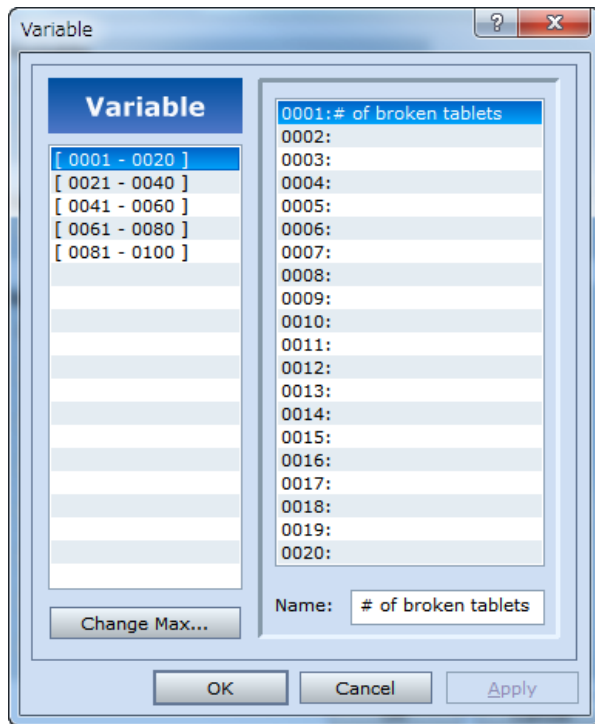 Variable
Variable
[ 0001 - 0020 ]
[ 0021 - 0040 ]
[ 0041 - 0060 ]
[ 0061 - 0080 ]
[ 0081 - 0100 ]
Change Max...
0001:# of broken tablets
0002:
0003:
0004:
0005:
0006:
0007:
0008:
0009:
0010:
0011:
0012:
0013:
0014:
0015:
0016:
0017:
0018:
0019:
0020:
Name: # of broken tablets
OK Cancel Apply